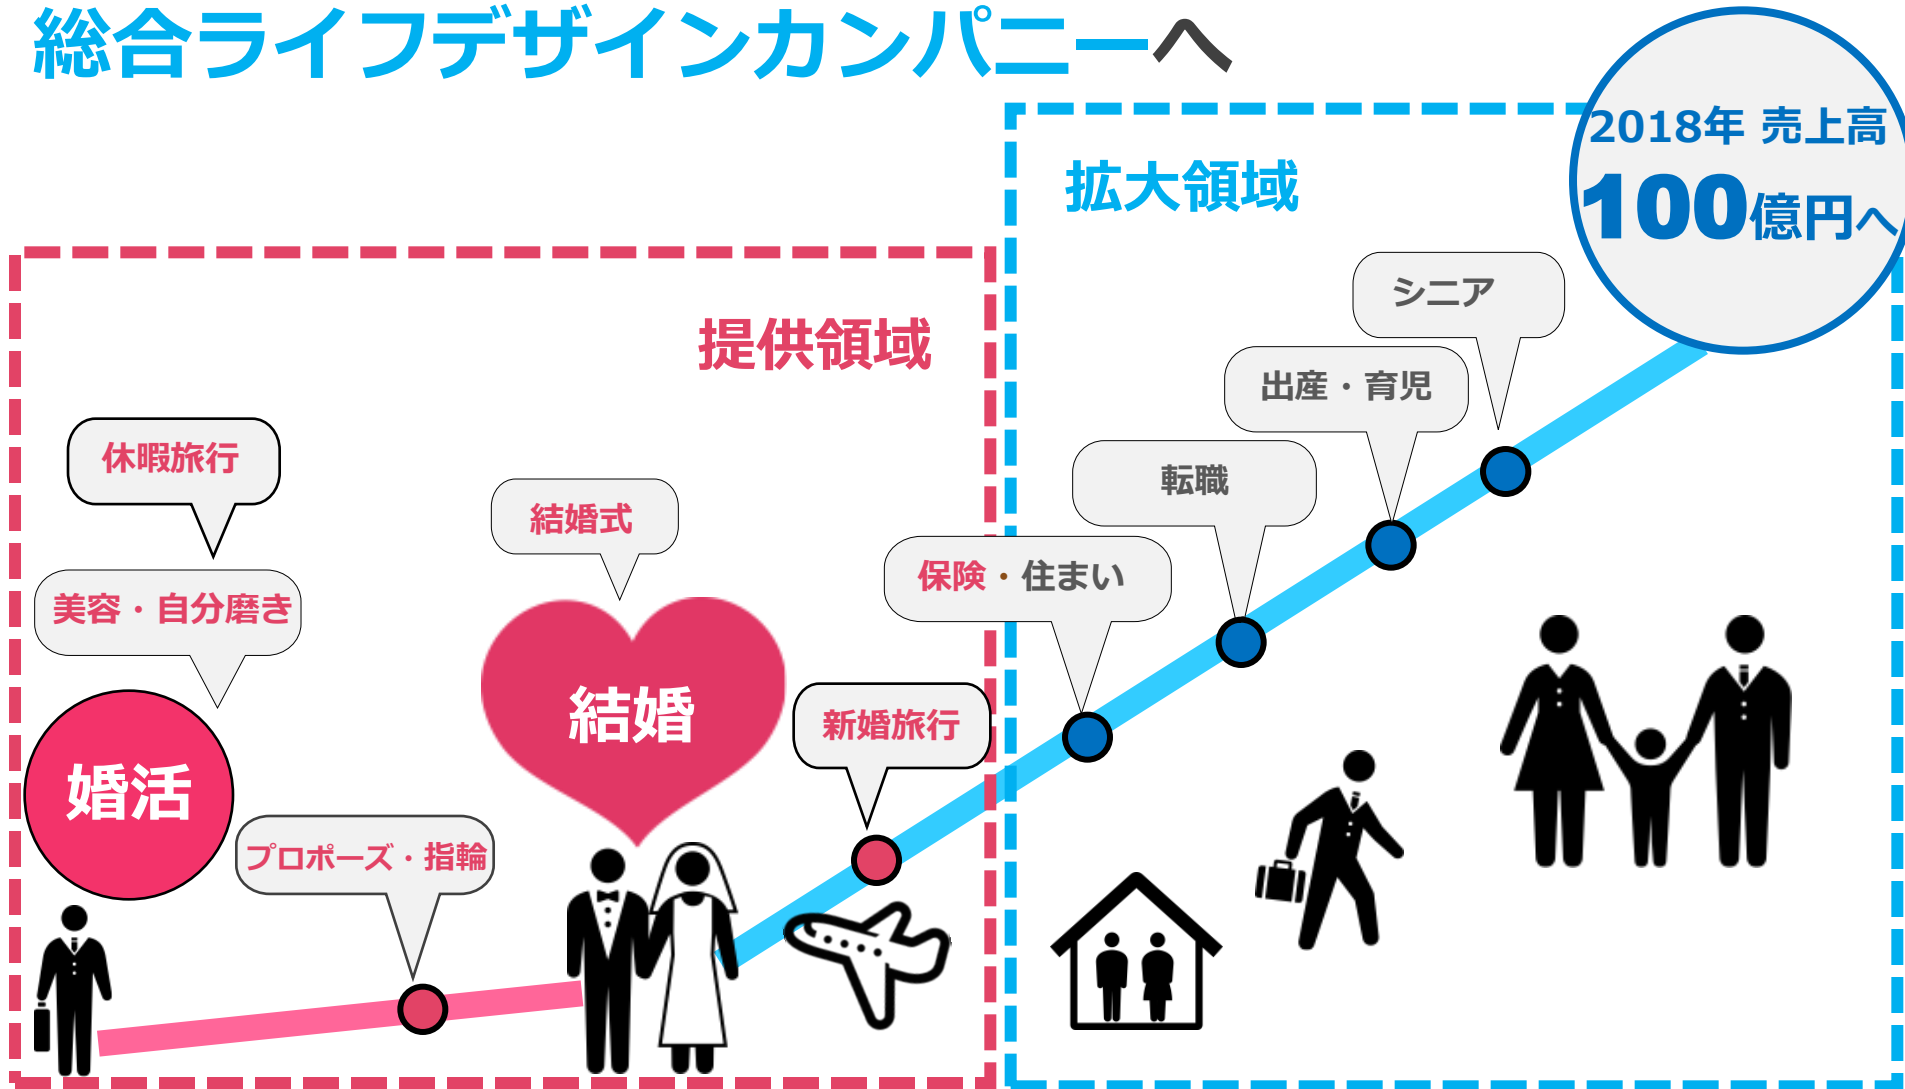 総合ライフデザインカンパニーへ
2018年 売上高
100億円へ
拡大領域
提供領域
シニア
出産・育児
転職
保険・住まい
休暇旅行
美容・自分磨き
婚活
プロポーズ・指輪
結婚式
結婚
新婚旅行